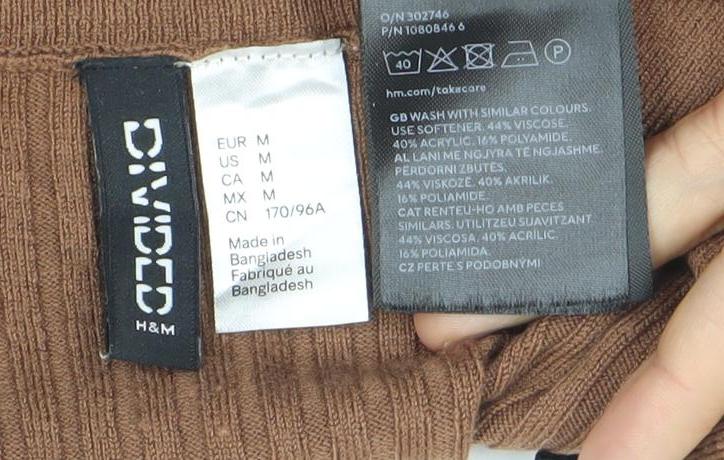 DIVIDED
H&M
EUR M
US M
CA M
MX M
CN 170/96A
Made in
Bangladesh
Fabriqué au
Bangladesh
O/N 302746
P/N 1080846 6
40
P
hm.com/takecare
GB WASH WITH SIMILAR COLOURS.
USE SOFTENER. 44% VISCOSE.
40% ACRYLIC. 16% POLYAMIDE.
AL LANI ME NGJYRA TË NGJASHME.
PËRDORNI ZBUTËS.
44% VISKOZË. 40% AKRILIK.
16% POLIAMIDE.
CAT RENTEU-HO AMB PECES
SIMILARS. UTILITZEU SUAVITZANT.
44% VISCOSA. 40% ACRÍLIC.
16% POLIAMIDA.
CZ PERTE S PODOBNÝMI